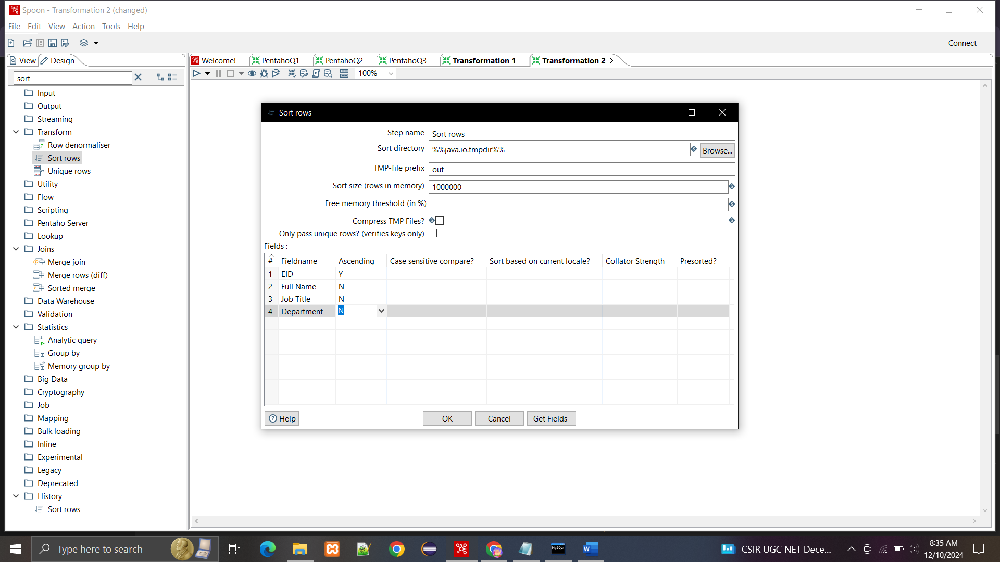 Spoon - Transformation 2 (changed)
File Edit View Action Tools Help
Connect
View Design
Welcome! PentahoQ1 PentahoQ2 PentahoQ3 Transformation 1 Transformation 2
sort
100%
Input
Output
Streaming
Transform
Row denormaliser
Sort rows
Unique rows
Utility
Flow
Scripting
Pentaho Server
Lookup
Joins
Merge join
Merge rows (diff)
Sorted merge
Data Warehouse
Validation
Statistics
Analytic query
Group by
Memory group by
Big Data
Cryptography
Job
Mapping
Bulk loading
Inline
Experimental
Legacy
Deprecated
History
Sort rows
Sort rows
Step name Sort rows
Sort directory %%java.io.tmpdir%% Browse...
TMP-file prefix out
Sort size (rows in memory) 1000000
Free memory threshold (in %)
Compress TMP Files?
Only pass unique rows? (verifies keys only)
Fields :
# Fieldname Ascending Case sensitive compare? Sort based on current locale? Collator Strength Presorted?
1 EID Y
2 Full Name N
3 Job Title N
4 Department N
Help OK Cancel Get Fields
Type here to search
MySQL
CSIR UGC NET Dece...
8:35 AM
12/10/2024